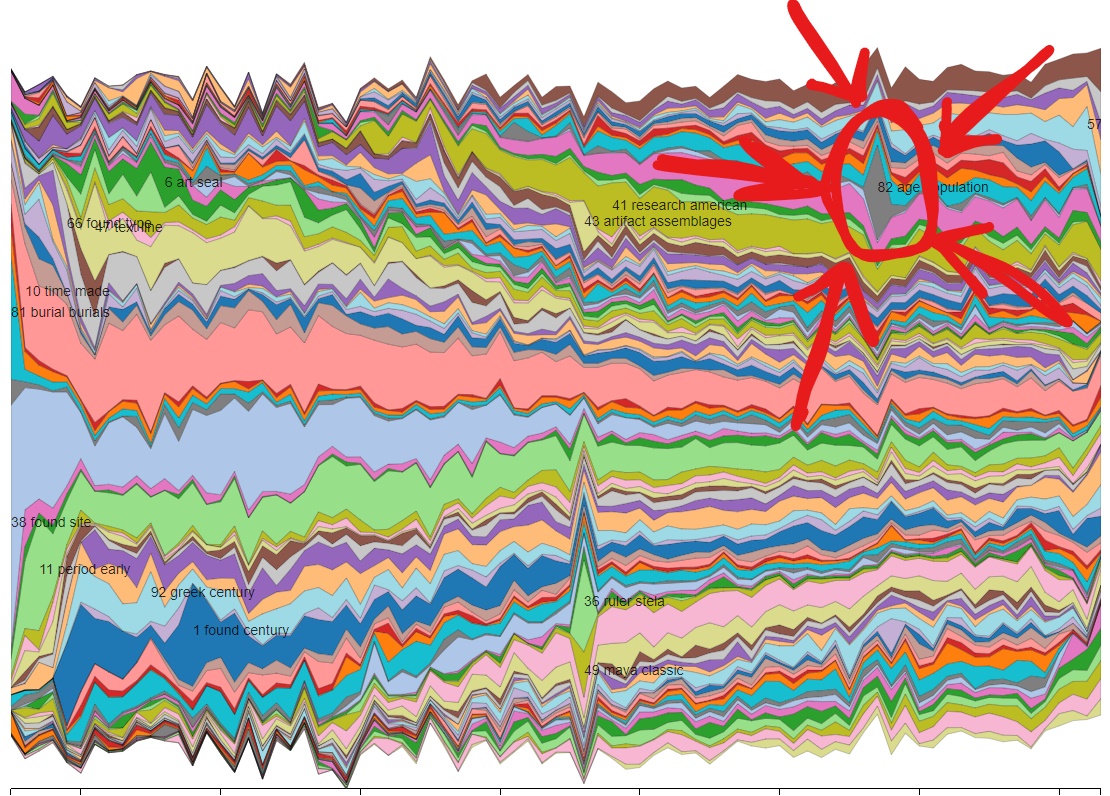 57
6 art seal
82 age population
41 research american
43 artifact assemblages
66 found type
47 text line
10 time made
81 burial burials
38 found site
11 period early
92 greek century
35 ruler stela
1 found century
49 maya classic